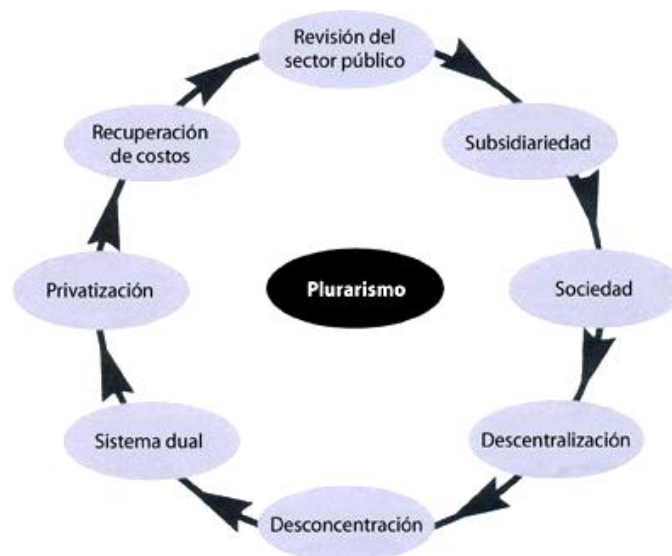 Revisión del
sector público
Subsidiariedad
Sociedad
Descentralización
Desconcentración
Sistema dual
Privatización
Recuperación
de costos
Plurarismo